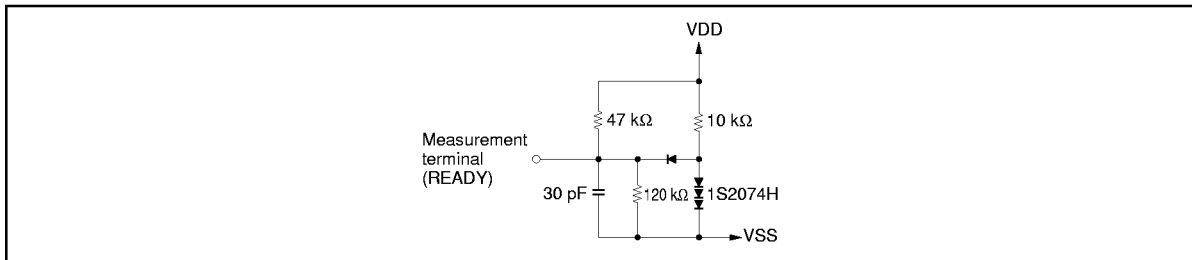 VDD
47 kΩ
10 kΩ
Measurement
terminal
(READY)
30 pF
120 kΩ
1S2074H
VSS